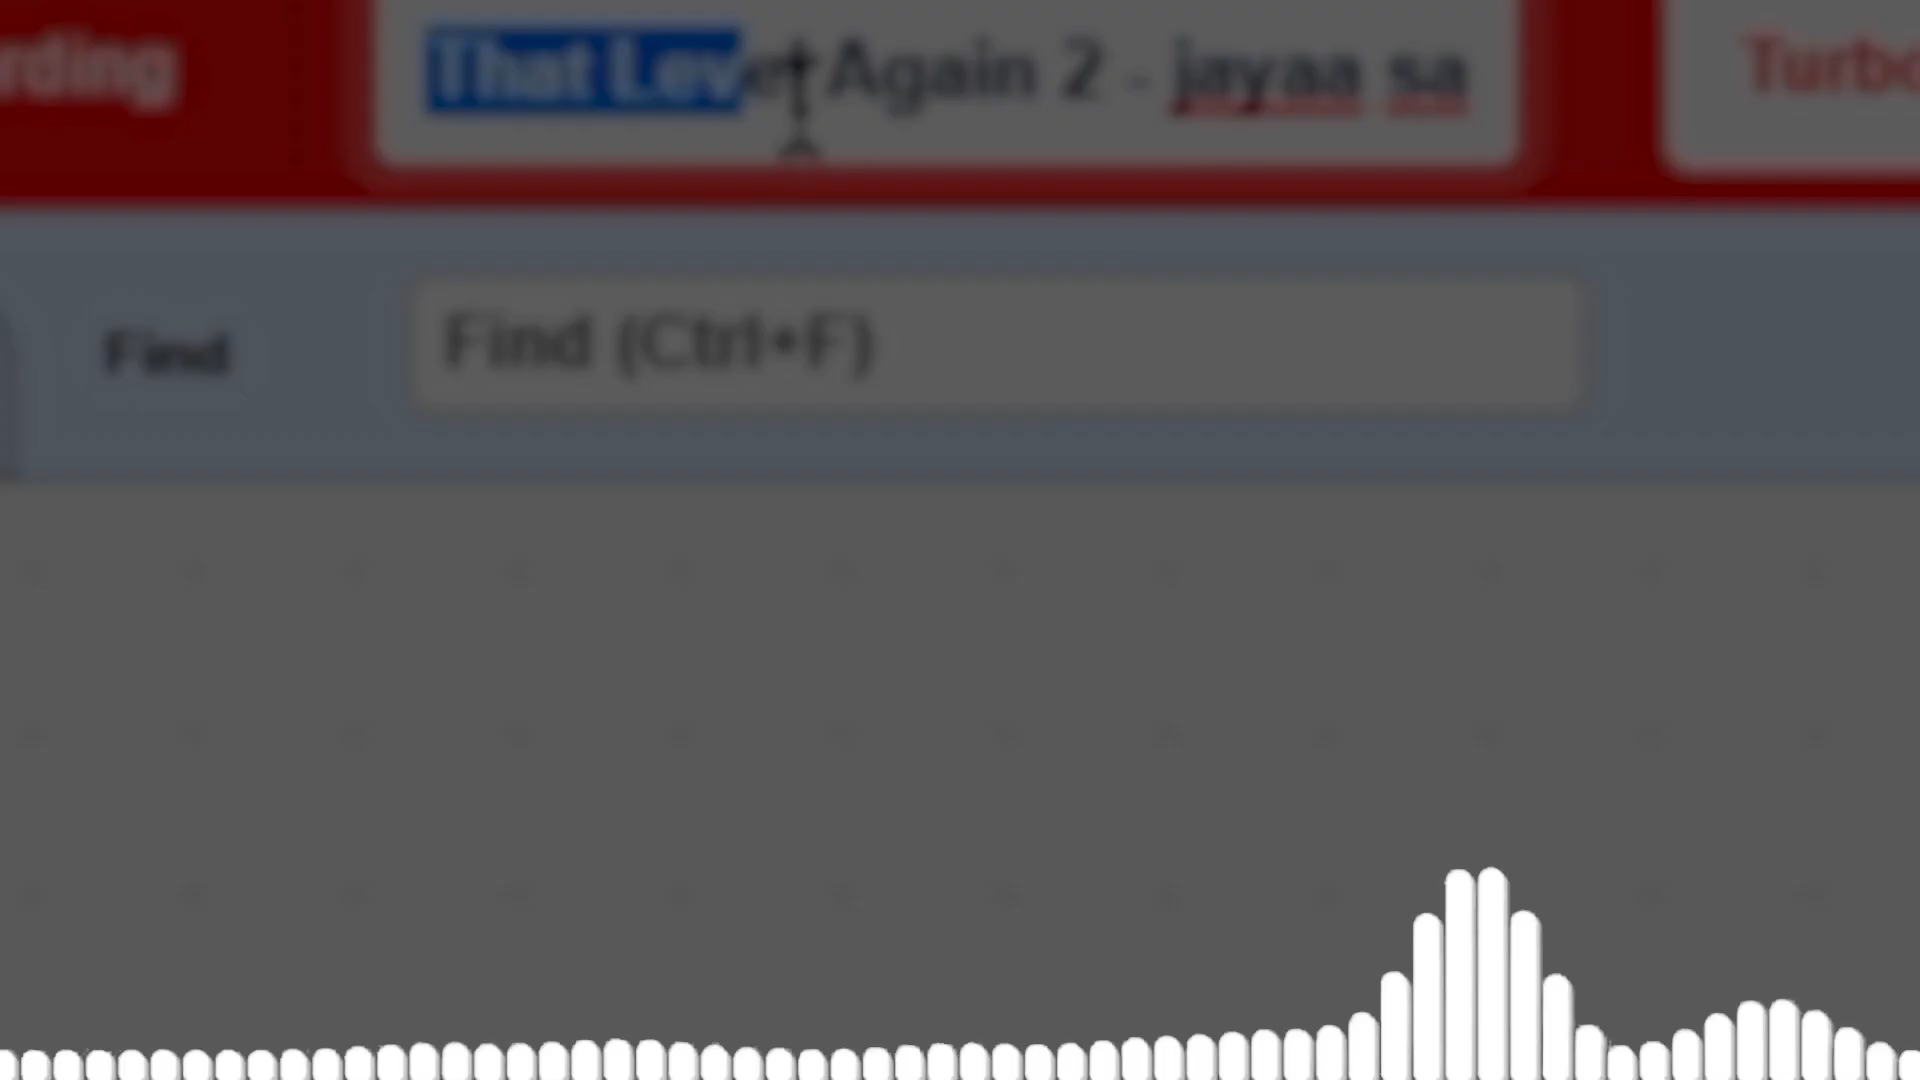 rding That Level Again 2 - jayaa sa Turbo
Find Find (Ctrl+F)